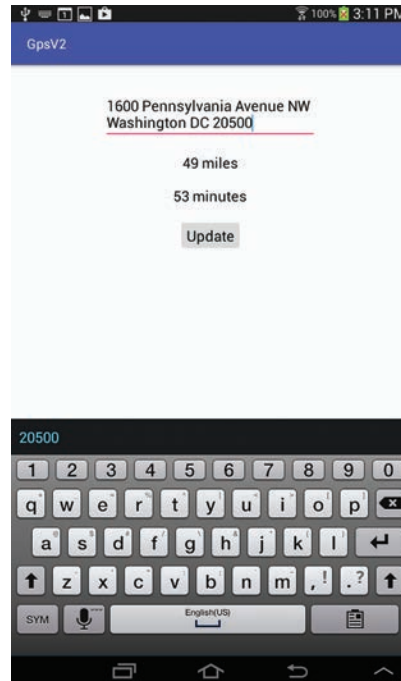 100% 3:11 PM
GpsV2
1600 Pennsylvania Avenue NW
Washington DC 20500
49 miles
53 minutes
Update
20500
1 2 3 4 5 6 7 8 9 0
q w e r t y u i o p
a s d f g h j k l
z x c v b n m , ! . ?
SYM English(US)